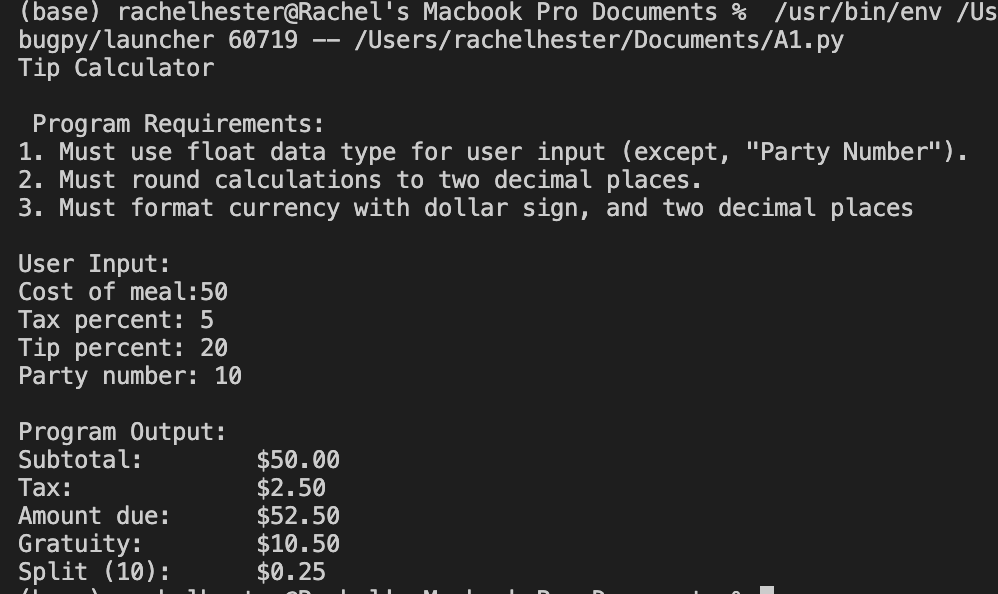 (base) rachelhester@Rachel's Macbook Pro Documents % /usr/bin/env /Us
bugpy/launcher 60719 -- /Users/rachelhester/Documents/A1.py
Tip Calculator
Program Requirements:
1. Must use float data type for user input (except, "Party Number").
2. Must round calculations to two decimal places.
3. Must format currency with dollar sign, and two decimal places
User Input:
Cost of meal:50
Tax percent: 5
Tip percent: 20
Party number: 10
Program Output:
Subtotal: $50.00
Tax: $2.50
Amount due: $52.50
Gratuity: $10.50
Split (10): $0.25